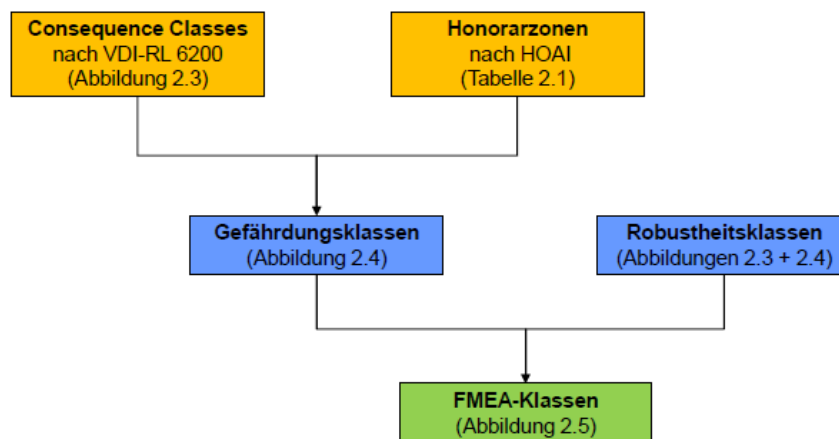 Consequence Classes
nach VDI-RL 6200
(Abbildung 2.3)
Honorarzonen
nach HOAI
(Tabelle 2.1)
Gefährdungsklassen
(Abbildung 2.4)
Robustheitsklassen
(Abbildungen 2.3 + 2.4)
FMEA-Klassen
(Abbildung 2.5)